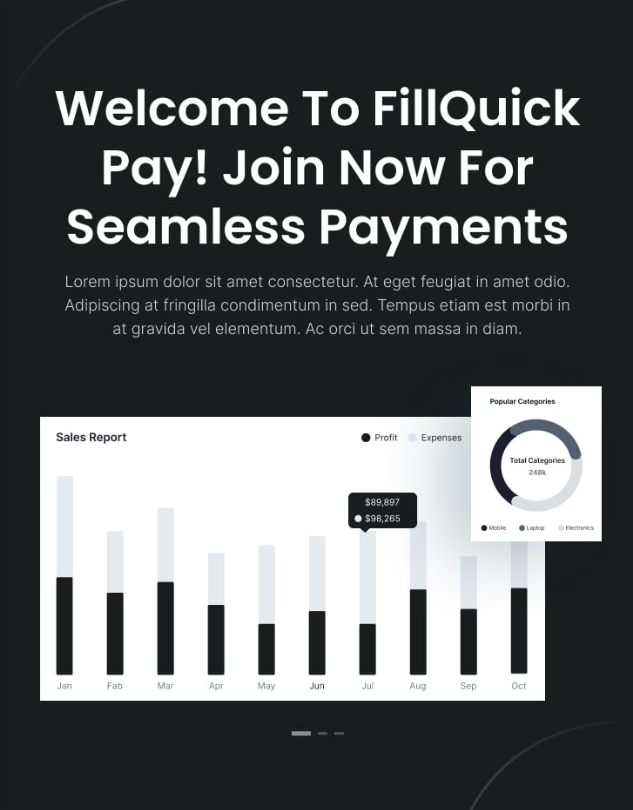 Welcome To FillQuick
Pay! Join Now For
Seamless Payments
Lorem ipsum dolor sit amet consectetur. At eget feugiat in amet odio.
Adipiscing at fringilla condimentum in sed. Tempus etiam est morbi in
at gravida vel elementum. Ac orci ut sem massa in diam.
Popular Categories
Total Categories
248k
Mobile Laptop Electronics
Sales Report
Profit Expenses
$89,897
$98,265
Jan Fab Mar Apr May Jun Jul Aug Sep Oct